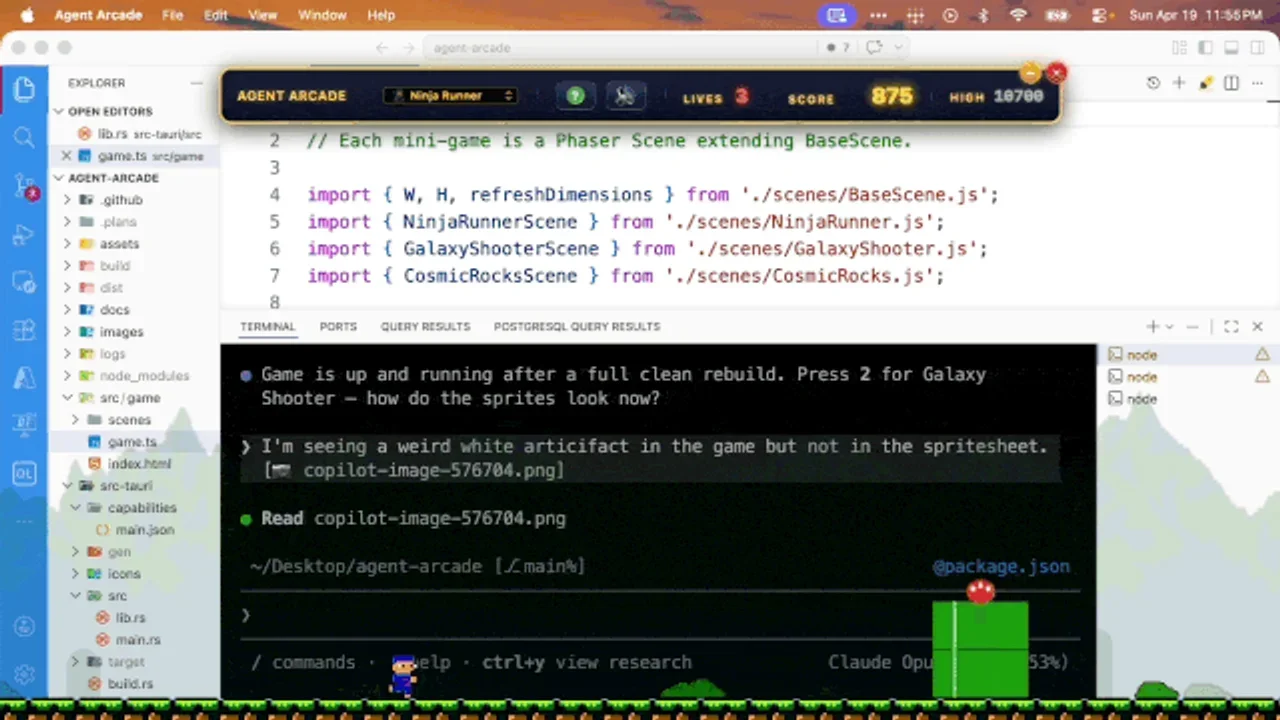 Agent Arcade File Edit View Window Help
Sun Apr 19 11:55PM
agent-arcade
7
EXPLORER
OPEN EDITORS
lib.rs src-tauri/src
game.ts src/game
AGENT-ARCADE
.github
.plans
assets
build
dist
docs
images
logs
node_modules
src/game
scenes
game.ts
index.html
src-tauri
capabilities
main.json
gen
icons
src
lib.rs
main.rs
target
build.rs
AGENT ARCADE
Ninja Runner
?
LIVES 3
SCORE 875
HIGH 10700
2 // Each mini-game is a Phaser Scene extending BaseScene.
3
4 import { W, H, refreshDimensions } from './scenes/BaseScene.js';
5 import { NinjaRunnerScene } from './scenes/NinjaRunner.js';
6 import { GalaxyShooterScene } from './scenes/GalaxyShooter.js';
7 import { CosmicRocksScene } from './scenes/CosmicRocks.js';
8
TERMINAL PORTS QUERY RESULTS POSTGRESQL QUERY RESULTS
Game is up and running after a full clean rebuild. Press 2 for Galaxy
Shooter — how do the sprites look now?
❯ I'm seeing a weird white articifact in the game but not in the spritesheet.
[📷 copilot-image-576704.png]
Read copilot-image-576704.png
~/Desktop/agent-arcade [⎇main%]
@package.json
❯
/ commands · elp · ctrl+y view research
Claude Opu 53%)
node
node
node